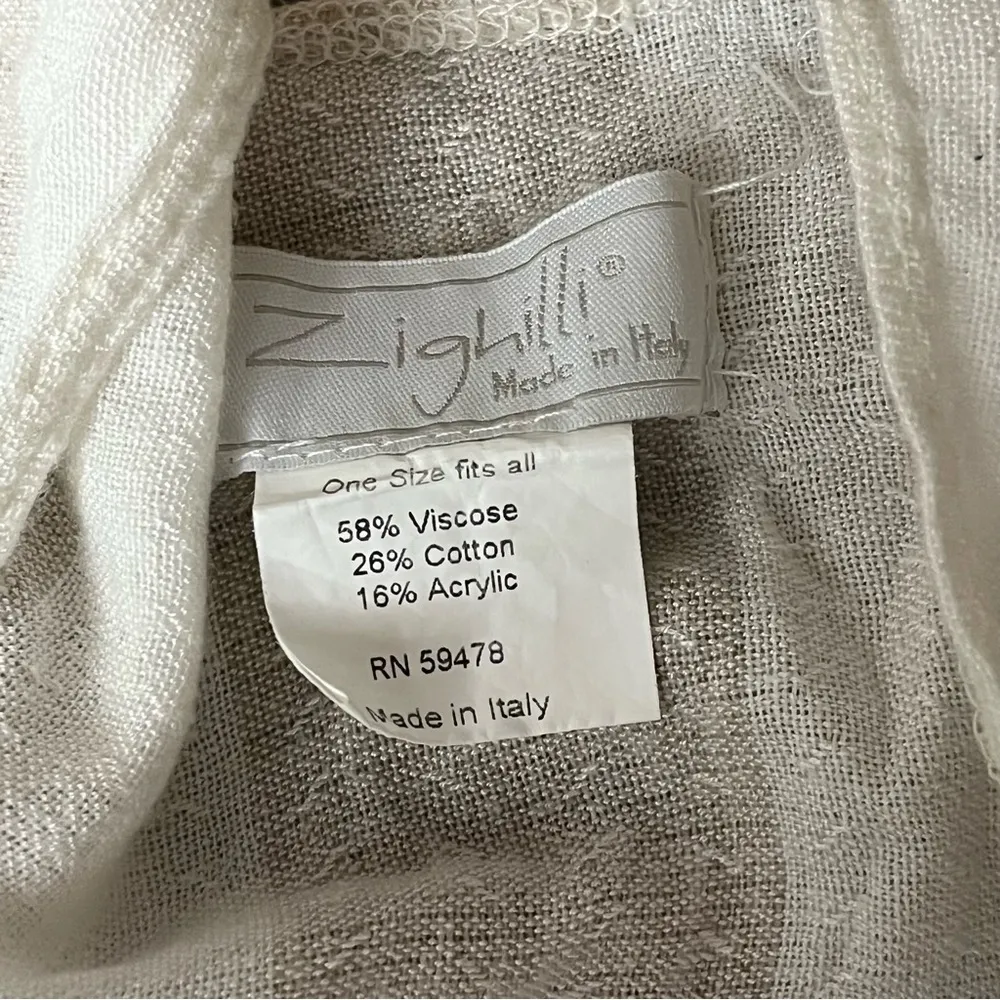 Zighilli®
Made in Italy
One Size fits all
58% Viscose
26% Cotton
16% Acrylic
RN 59478
Made in Italy